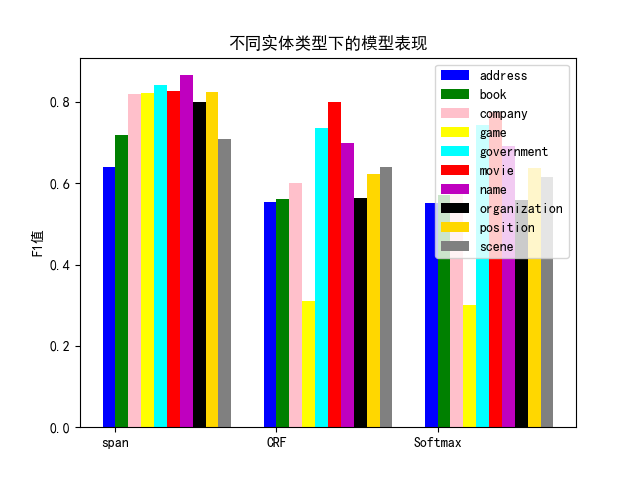 不同实体类型下的模型表现
F1值
0.8
0.6
0.4
0.2
0.0
span
CRF
Softmax
address
book
company
game
government
movie
name
organization
position
scene